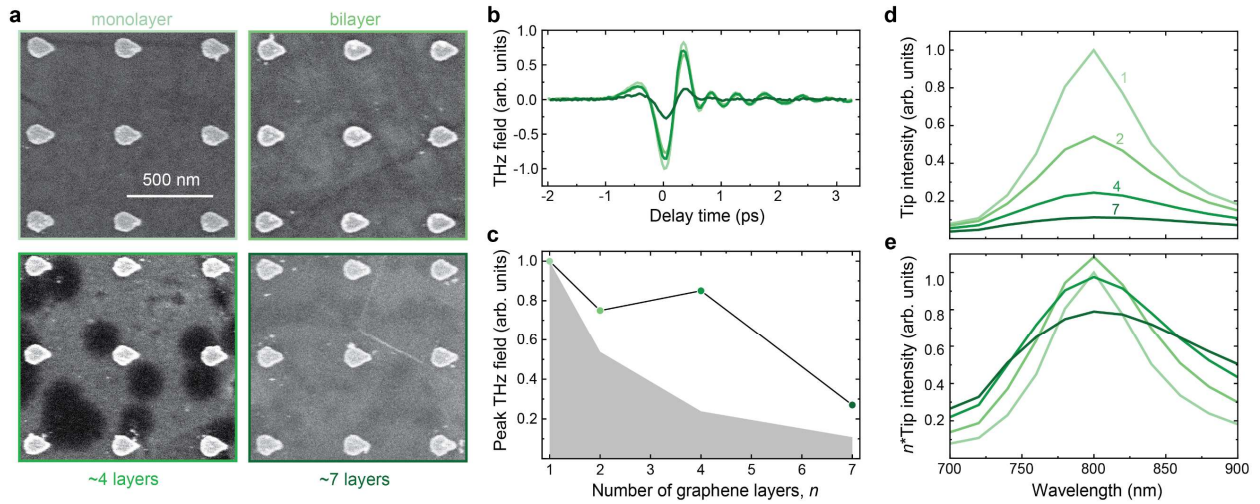 a
monolayer
bilayer
500 nm
~4 layers
~7 layers
b
THz field (arb. units)
1.0
0.5
0.0
-0.5
-1.0
-2
-1
0
1
2
3
Delay time (ps)
c
Peak THz field (arb. units)
1.0
0.8
0.6
0.4
0.2
1
2
3
4
5
6
7
Number of graphene layers, n
d
Tip intensity (arb. units)
1.0
0.8
0.6
0.4
0.2
1
2
4
7
e
n*Tip intensity (arb. units)
1.0
0.8
0.6
0.4
0.2
700
750
800
850
900
Wavelength (nm)